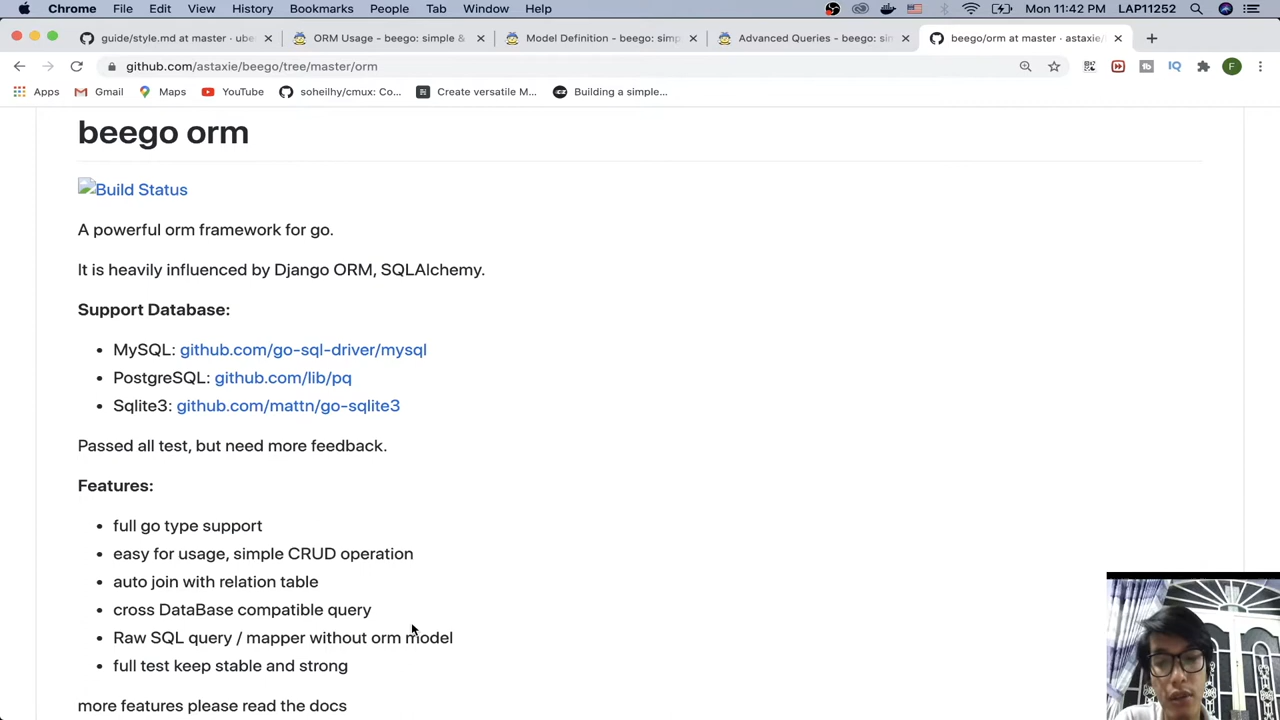 Chrome File Edit View History Bookmarks People Tab Window Help Mon 11:42 PM LAP11252
guide/style.md at master · ube
ORM Usage - beego: simple &
Model Definition - beego: simp
Advanced Queries - beego: sim
beego/orm at master · astaxie/
github.com/astaxie/beego/tree/master/orm
Apps Gmail Maps YouTube soheilhy/cmux: Co... Create versatile M... Building a simple...
beego orm
Build Status
A powerful orm framework for go.
It is heavily influenced by Django ORM, SQLAlchemy.
Support Database:
• MySQL: github.com/go-sql-driver/mysql
• PostgreSQL: github.com/lib/pq
• Sqlite3: github.com/mattn/go-sqlite3
Passed all test, but need more feedback.
Features:
• full go type support
• easy for usage, simple CRUD operation
• auto join with relation table
• cross DataBase compatible query
• Raw SQL query / mapper without orm model
• full test keep stable and strong
more features please read the docs